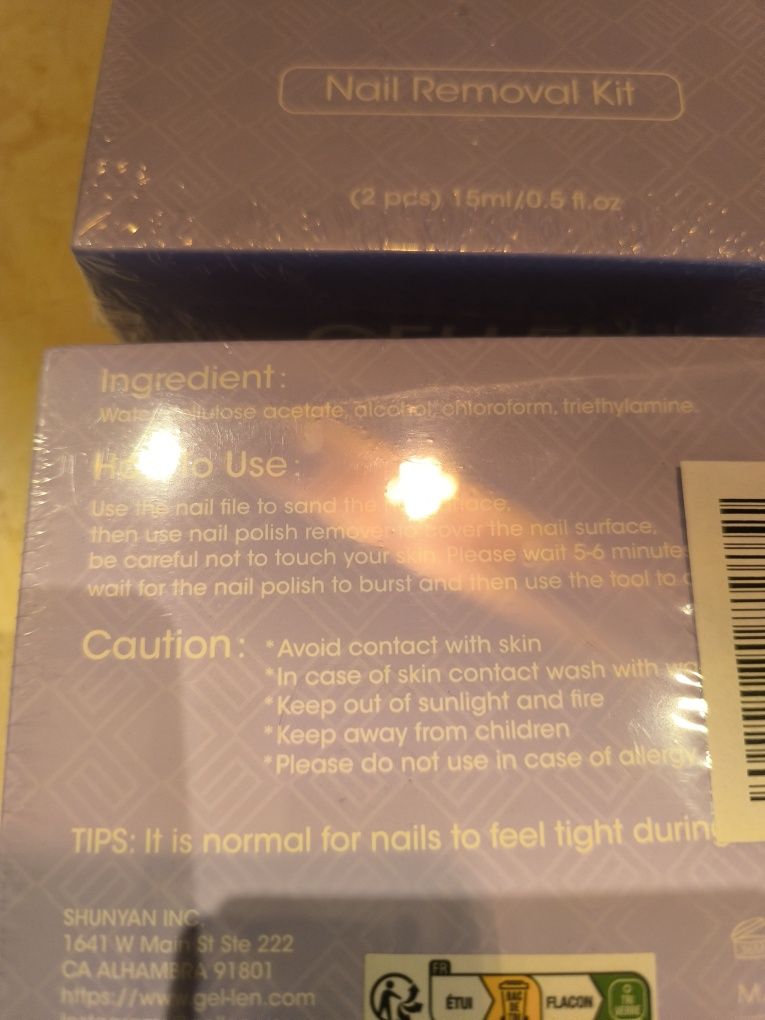 Nail Removal Kit
(2 pcs) 15ml/0.5 fl.oz
Ingredient:
acetate, alcohol, chloroform, triethylamine.
to Use:
Use the nail file to sand the
then use nail polish remover to cover the nail surface,
be careful not to touch your skin. Please wait 5-6 minutes
wait for the nail polish to burst and then use the tool to
Caution:
*Avoid contact with skin
*In case of skin contact wash with
*Keep out of sunlight and fire
*Keep away from children
*Please do not use in case of allergy
TIPS: It is normal for nails to feel tight during
SHUNYAN INC
1641 W Main St Ste 222
CA ALHAMBRA 91801
https://www.gel-len.com
FR
ÉTUI
BAC
DE
TRI
FLACON